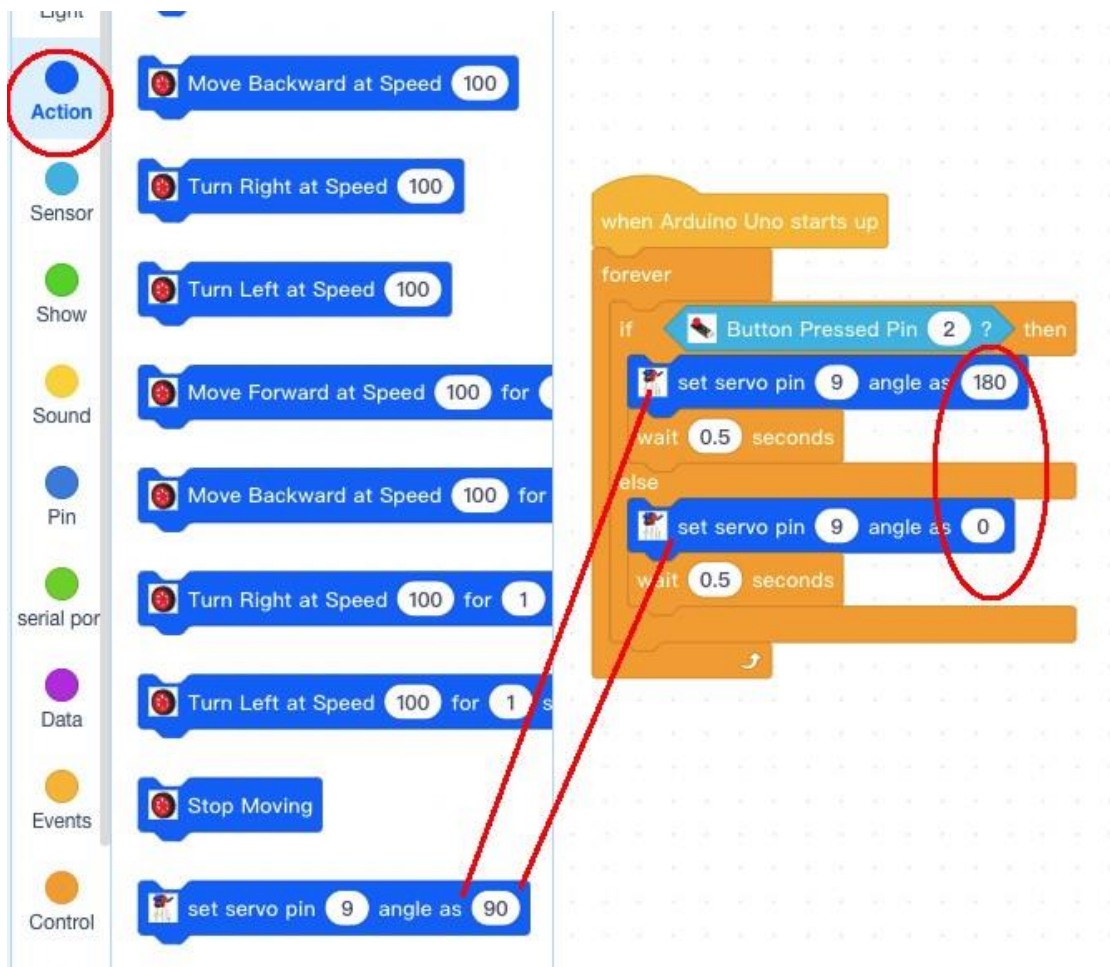 Light
Action
Sensor
Show
Sound
Pin
serial por
Data
Events
Control
Move Backward at Speed 100
Turn Right at Speed 100
Turn Left at Speed 100
Move Forward at Speed 100 for
Move Backward at Speed 100 for
Turn Right at Speed 100 for 1
Turn Left at Speed 100 for 1 s
Stop Moving
set servo pin 9 angle as 90
when Arduino Uno starts up
forever
if Button Pressed Pin 2 ? then
set servo pin 9 angle as 180
wait 0.5 seconds
else
set servo pin 9 angle as 0
wait 0.5 seconds